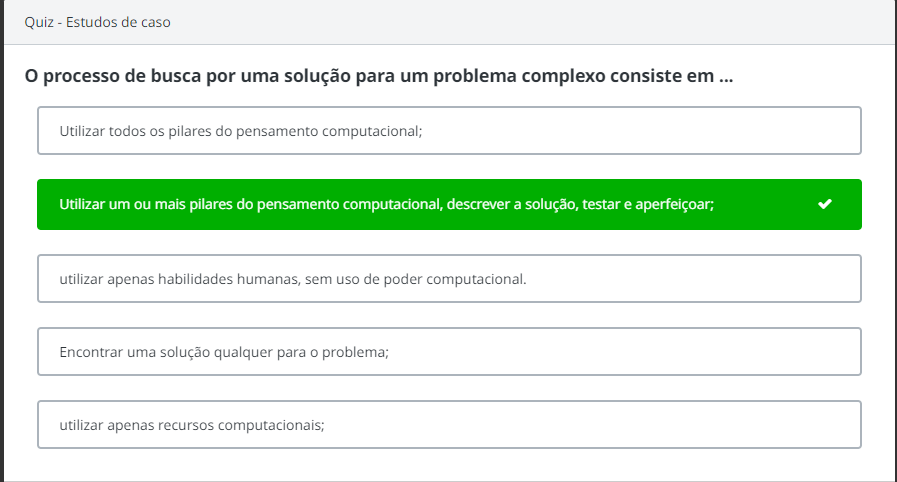 Quiz - Estudos de caso
O processo de busca por uma solução para um problema complexo consiste em ...
Utilizar todos os pilares do pensamento computacional;
Utilizar um ou mais pilares do pensamento computacional, descrever a solução, testar e aperfeiçoar;
utilizar apenas habilidades humanas, sem uso de poder computacional.
Encontrar uma solução qualquer para o problema;
utilizar apenas recursos computacionais;